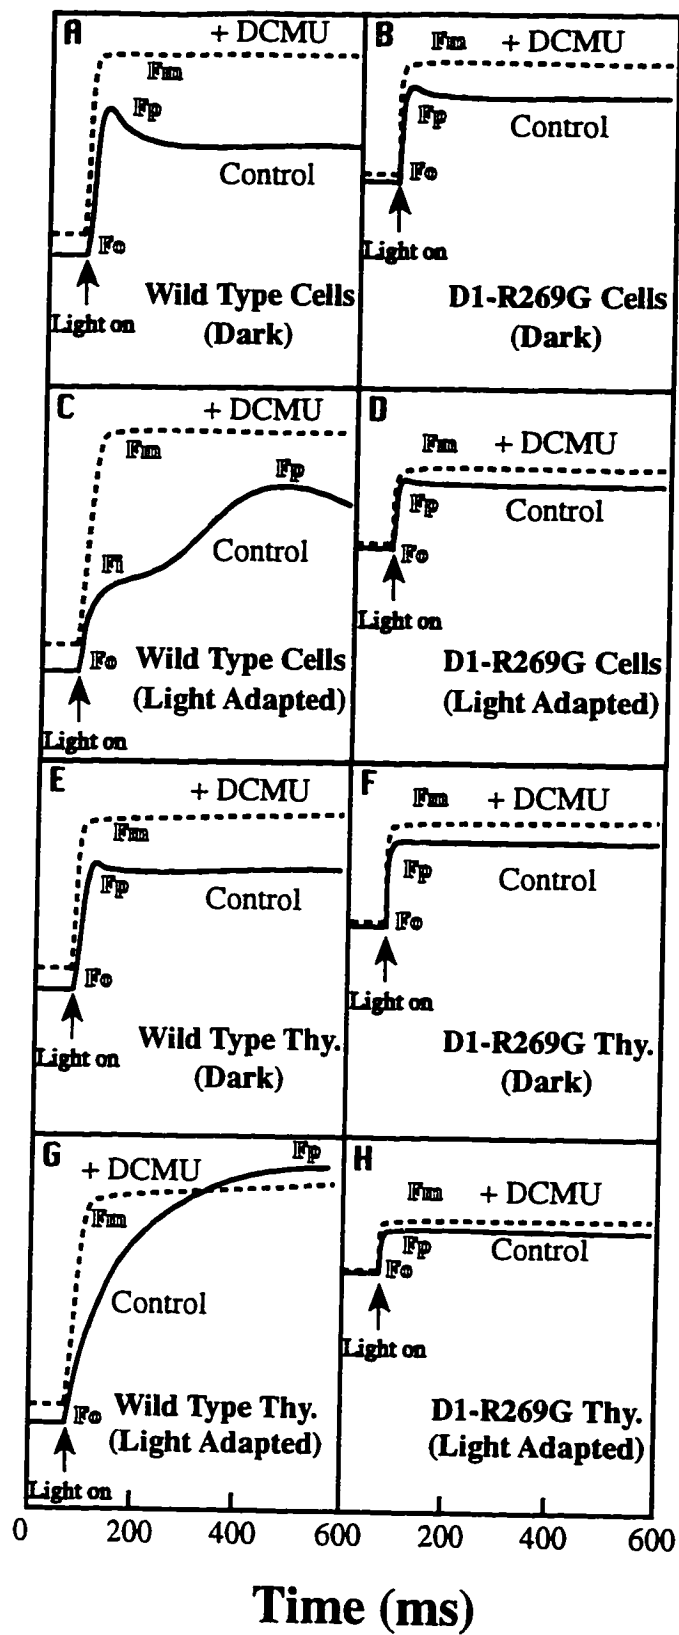 A
+ DCMU
Fm
Fp
Control
Fo
Light on
Wild Type Cells
(Dark)
B
Fm + DCMU
Fp
Control
Fo
Light on
D1-R269G Cells
(Dark)
C
+ DCMU
Fm
Fp
Fi
Control
Fo
Wild Type Cells
(Light Adapted)
Light on
D
Fm + DCMU
Fp
Control
Fo
Light on
D1-R269G Cells
(Light Adapted)
E
+ DCMU
Fm
Fp
Control
Fo
Light on
Wild Type Thy.
(Dark)
F
Fm + DCMU
Fp
Control
Fo
Light on
D1-R269G Thy.
(Dark)
G
Fp
+ DCMU
Fm
Control
Fo
Wild Type Thy.
(Light Adapted)
Light on
H
Fm + DCMU
Fp
Control
Fo
Light on
D1-R269G Thy.
(Light Adapted)
0 200 400 600 200 400 600
Time (ms)